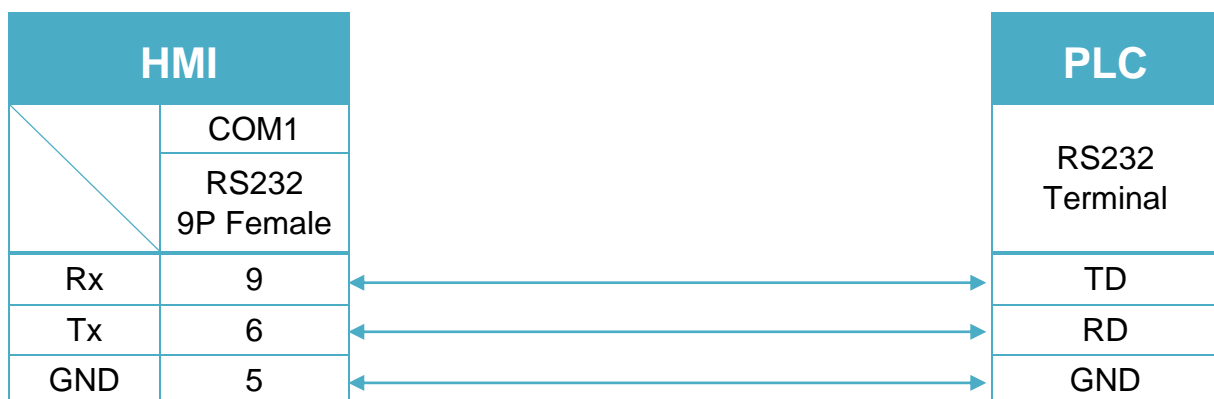 HMI
PLC
COM1
RS232
9P Female
RS232
Terminal
Rx 9 TD
Tx 6 RD
GND 5 GND